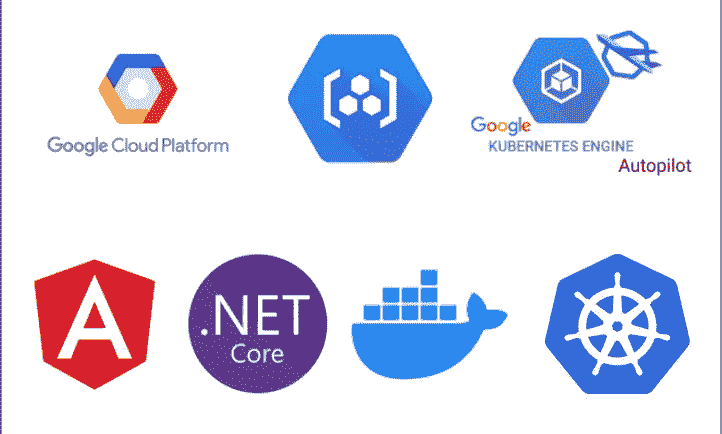 Google Cloud Platform
Google
KUBERNETES ENGINE
Autopilot
A
.NET
Core